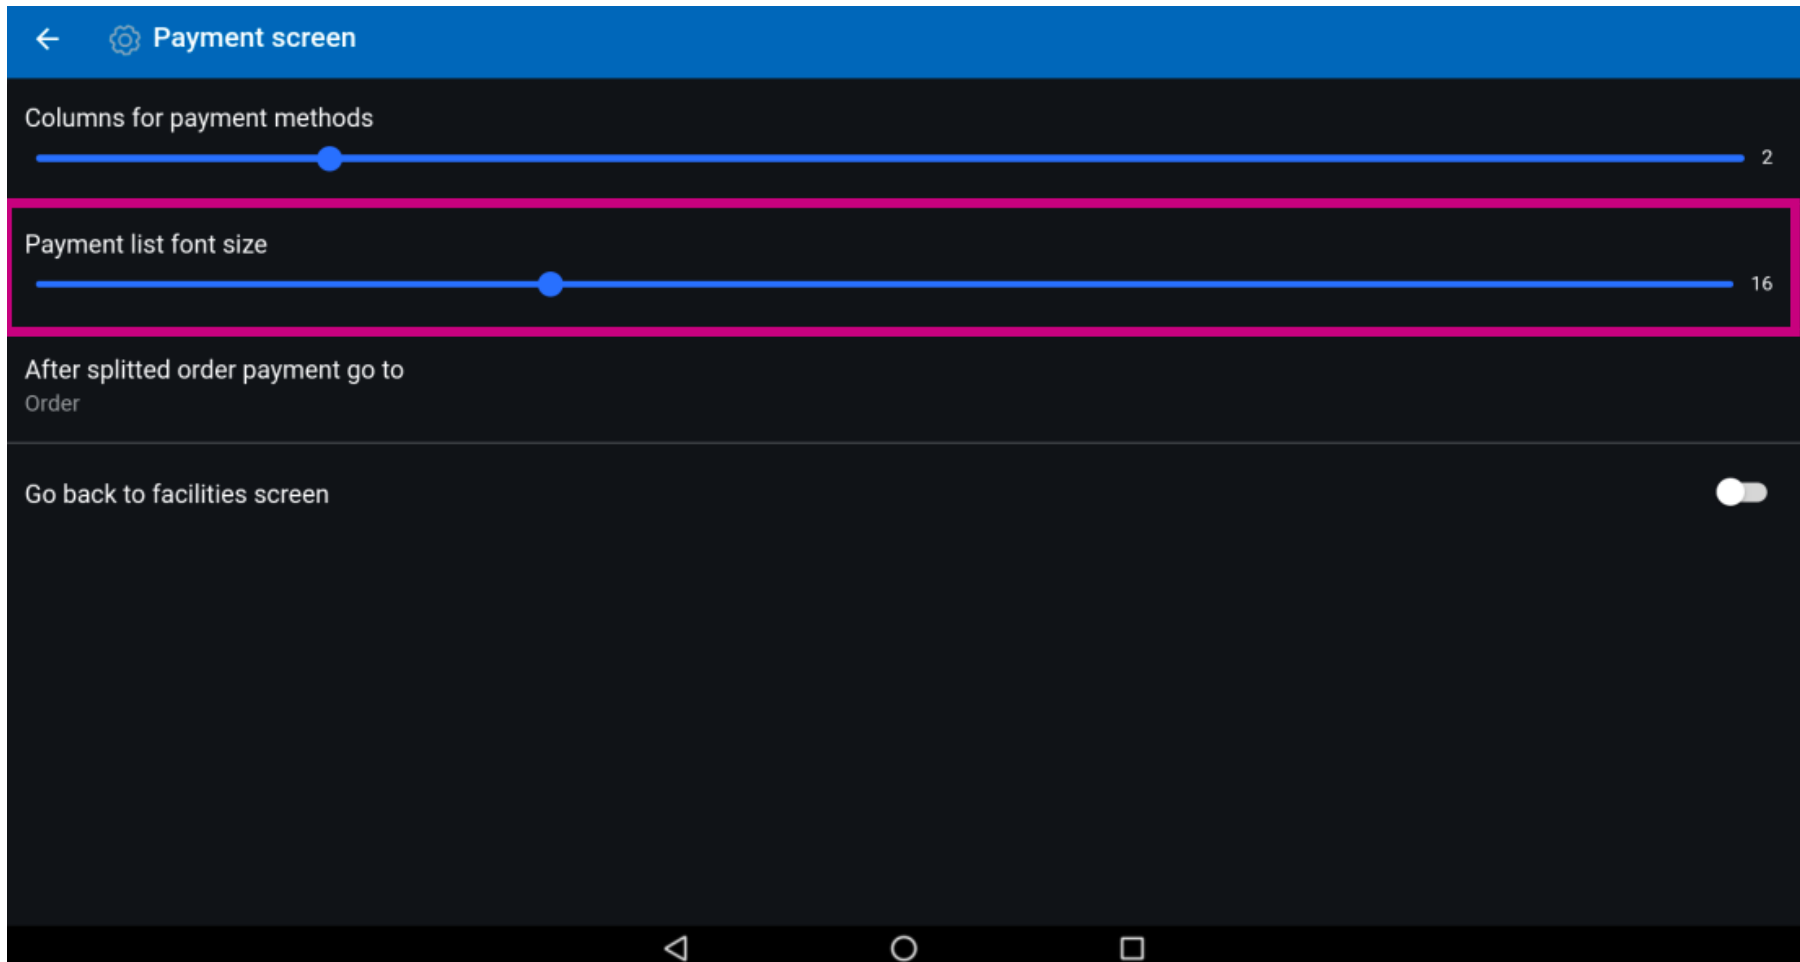 Payment screen
Columns for payment methods
2
Payment list font size
16
After splitted order payment go to
Order
Go back to facilities screen